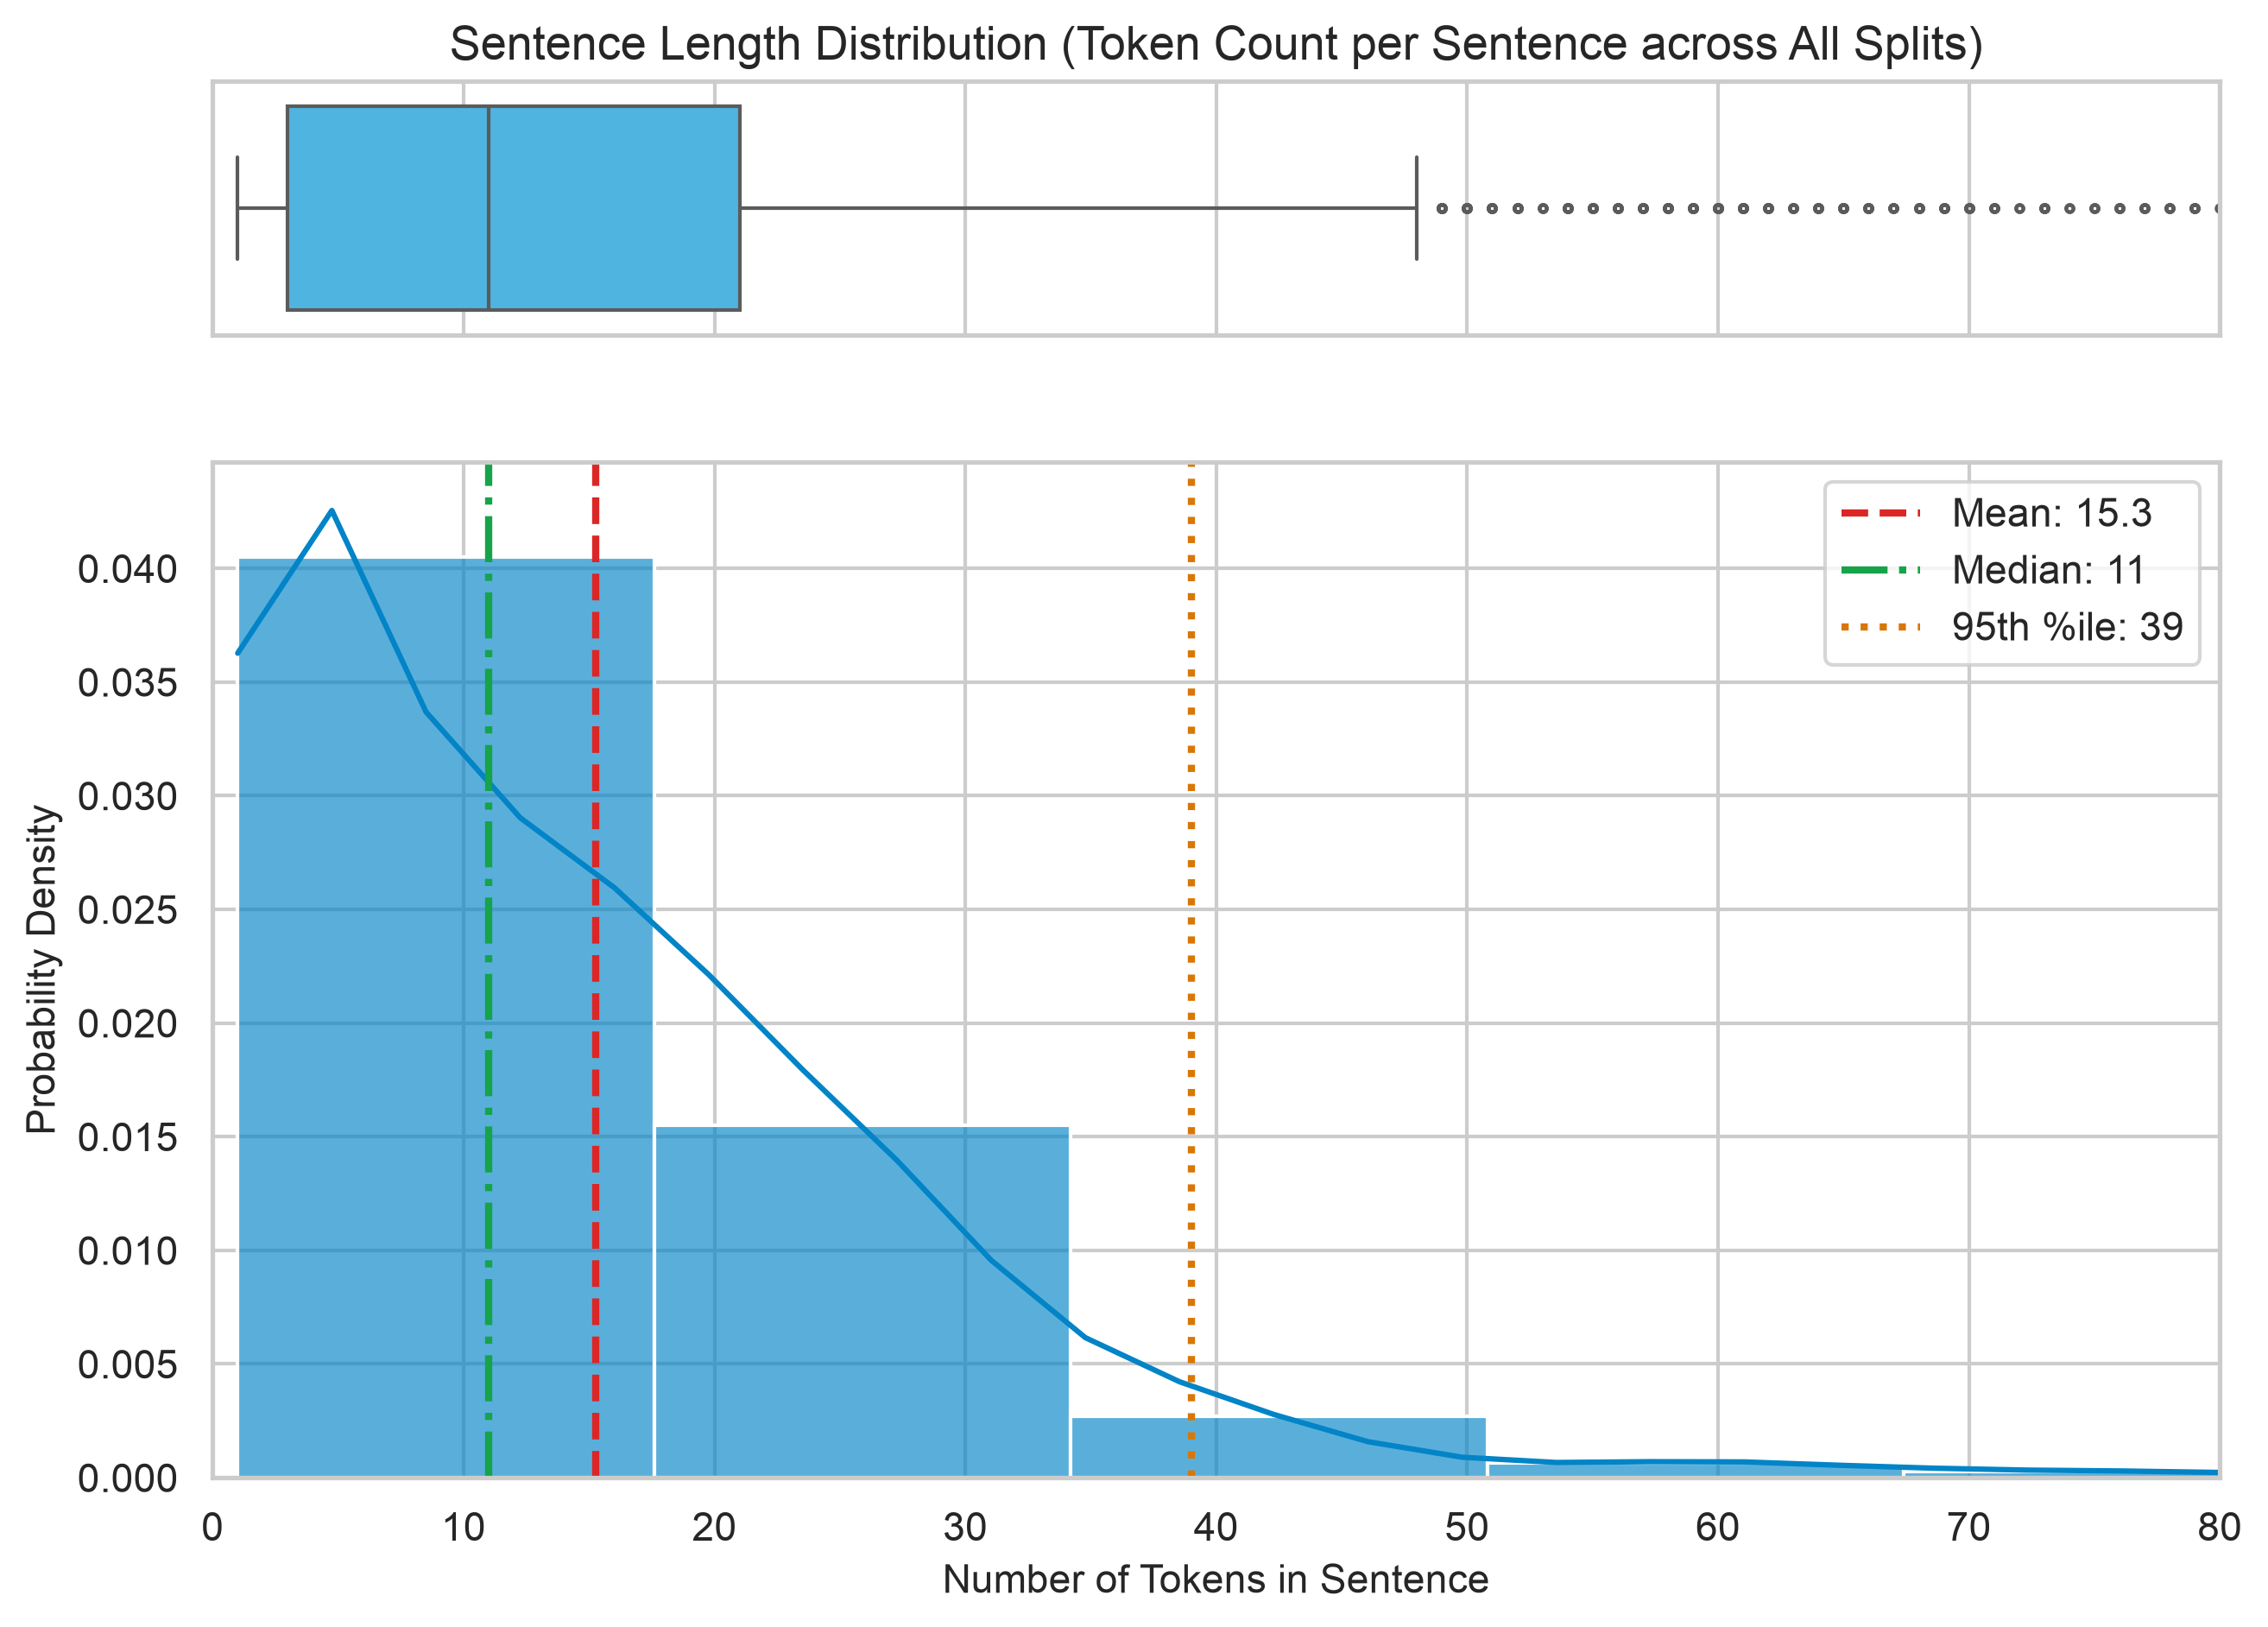 Sentence Length Distribution (Token Count per Sentence across All Splits)
Mean: 15.3
Median: 11
95th %ile: 39
Probability Density
0.040
0.035
0.030
0.025
0.020
0.015
0.010
0.005
0.000
0 10 20 30 40 50 60 70 80
Number of Tokens in Sentence